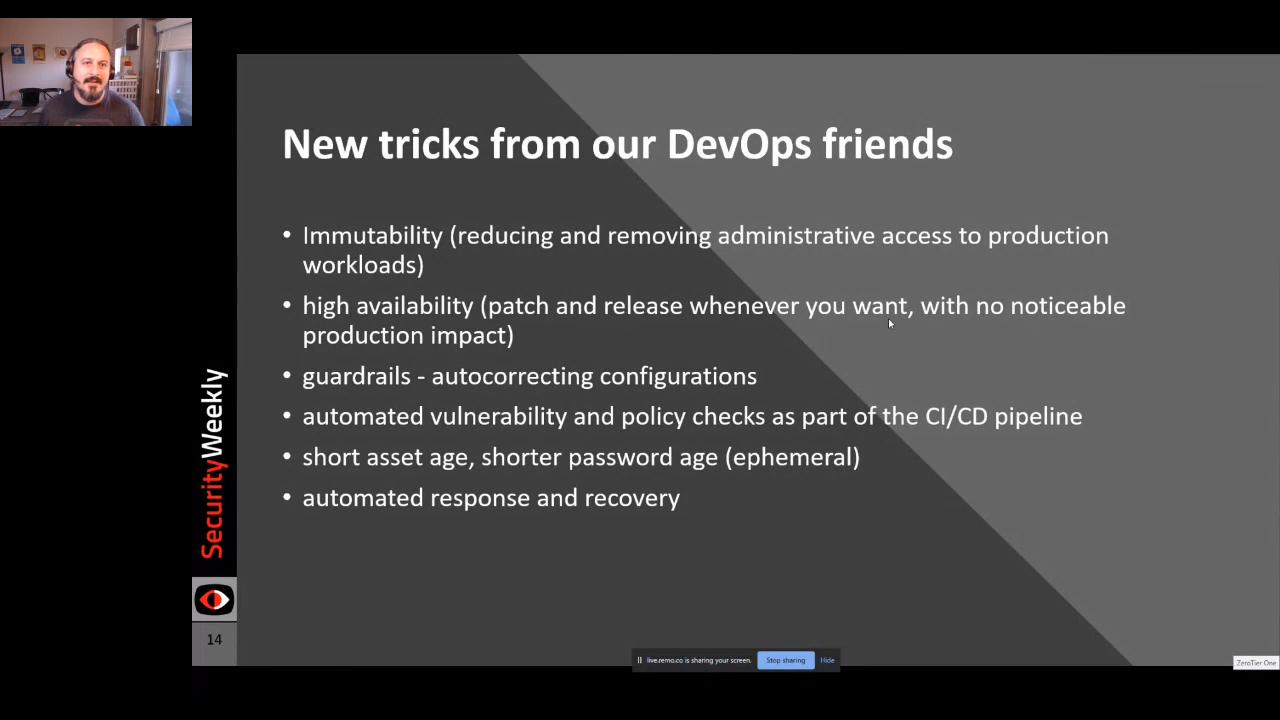 New tricks from our DevOps friends
• Immutability (reducing and removing administrative access to production
workloads)
• high availability (patch and release whenever you want, with no noticeable
production impact)
• guardrails - autocorrecting configurations
• automated vulnerability and policy checks as part of the CI/CD pipeline
• short asset age, shorter password age (ephemeral)
• automated response and recovery
SecurityWeekly
14
live.remo.co is sharing your screen. Stop sharing Hide
ZeroTier One